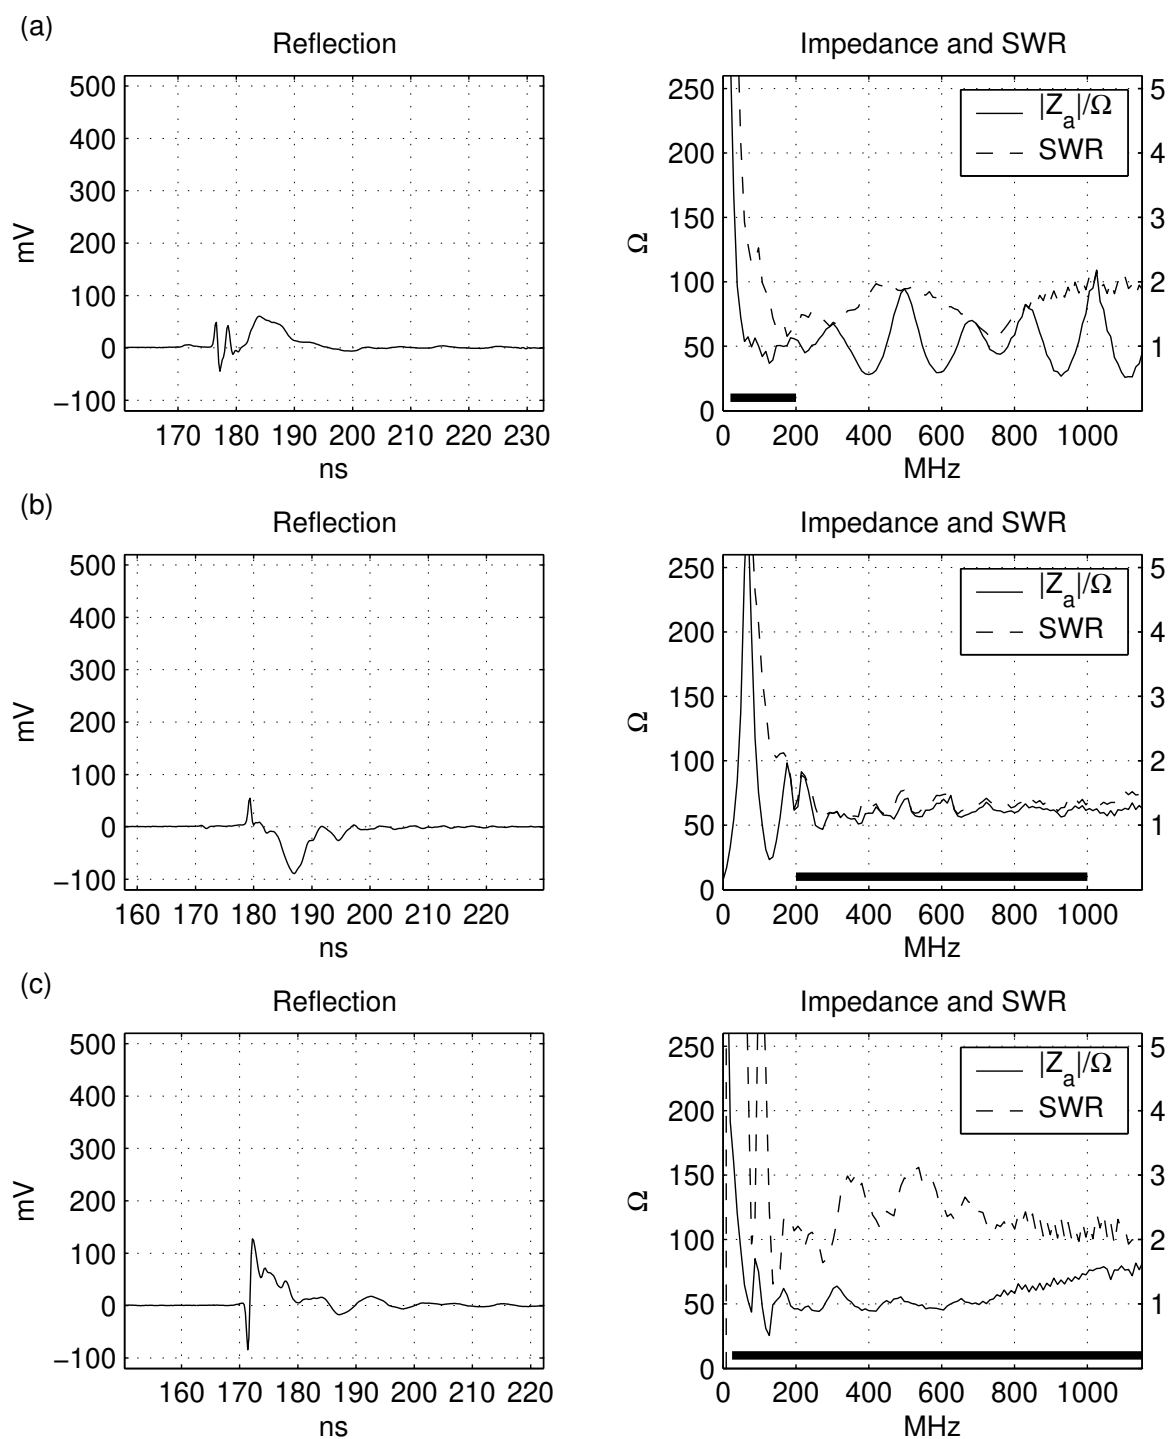 (a)
Reflection
Impedance and SWR
500
400
300
200
100
0
−100
mV
170 180 190 200 210 220 230
ns
250
200
150
100
50
0
Ω
5
4
3
2
1
|Z_a|/Ω
SWR
0 200 400 600 800 1000
MHz
(b)
Reflection
Impedance and SWR
500
400
300
200
100
0
−100
mV
160 170 180 190 200 210 220
ns
250
200
150
100
50
0
Ω
5
4
3
2
1
|Z_a|/Ω
SWR
0 200 400 600 800 1000
MHz
(c)
Reflection
Impedance and SWR
500
400
300
200
100
0
−100
mV
160 170 180 190 200 210 220
ns
250
200
150
100
50
0
Ω
5
4
3
2
1
|Z_a|/Ω
SWR
0 200 400 600 800 1000
MHz